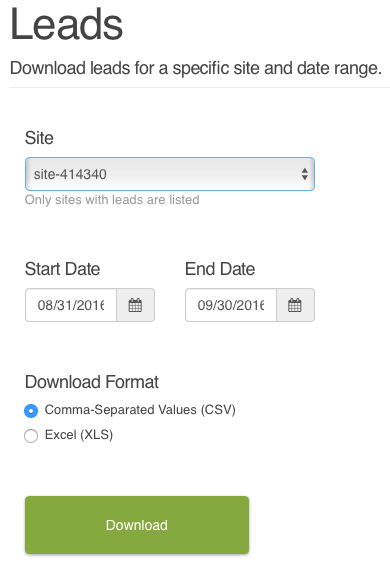 Leads
Download leads for a specific site and date range.
Site
site-414340
Only sites with leads are listed
Start Date End Date
08/31/2016 09/30/2016
Download Format
Comma-Separated Values (CSV)
Excel (XLS)
Download